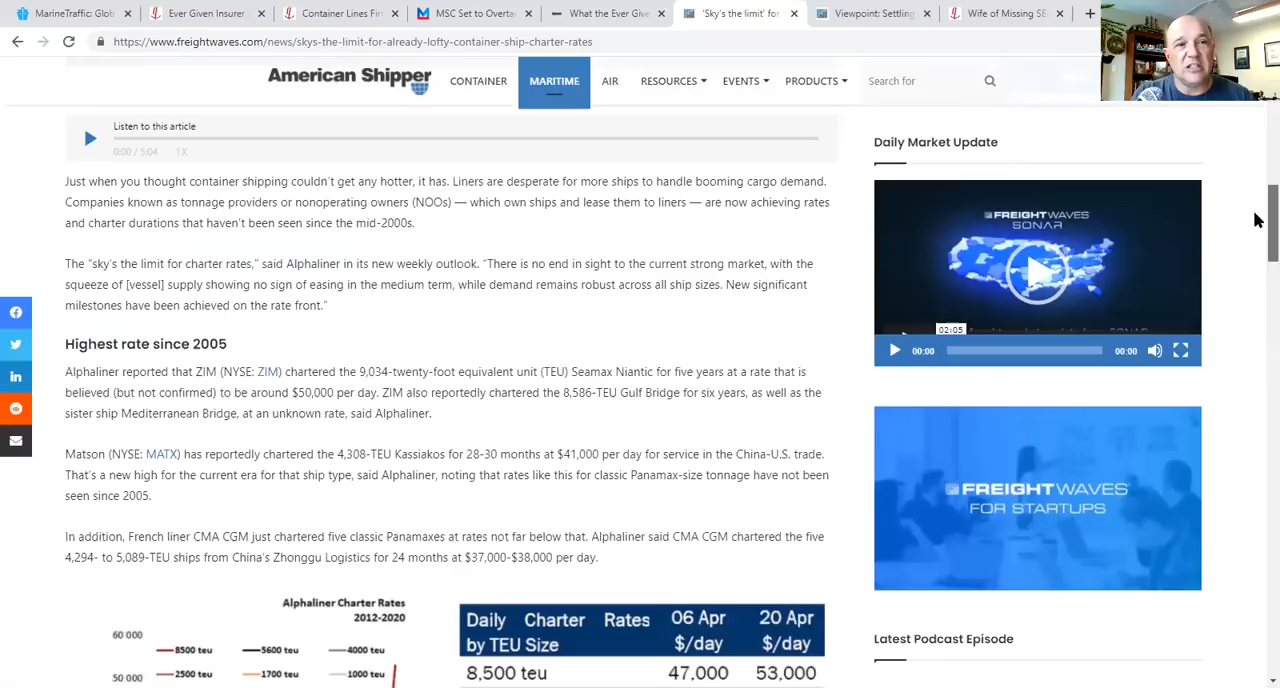 MarineTraffic: Glob
Ever Given Insurer
Container Lines Fir
MSC Set to Overta
What the Ever Give
'Sky's the limit' for
Viewpoint: Settling
Wife of Missing SE
https://www.freightwaves.com/news/skys-the-limit-for-already-lofty-container-ship-charter-rates
American Shipper
CONTAINER
MARITIME
AIR
RESOURCES
EVENTS
PRODUCTS
Search for
Listen to this article
0:00 / 5:04 1X
Just when you thought container shipping couldn't get any hotter, it has. Liners are desperate for more ships to handle booming cargo demand.
Companies known as tonnage providers or nonoperating owners (NOOs) — which own ships and lease them to liners — are now achieving rates
and charter durations that haven't been seen since the mid-2000s.
The "sky's the limit for charter rates," said Alphaliner in its new weekly outlook. "There is no end in sight to the current strong market, with the
squeeze of [vessel] supply showing no sign of easing in the medium term, while demand remains robust across all ship sizes. New significant
milestones have been achieved on the rate front."
Highest rate since 2005
Alphaliner reported that ZIM (NYSE: ZIM) chartered the 9,034-twenty-foot equivalent unit (TEU) Seamax Niantic for five years at a rate that is
believed (but not confirmed) to be around $50,000 per day. ZIM also reportedly chartered the 8,586-TEU Gulf Bridge for six years, as well as the
sister ship Mediterranean Bridge, at an unknown rate, said Alphaliner.
Matson (NYSE: MATX) has reportedly chartered the 4,308-TEU Kassiakos for 28-30 months at $41,000 per day for service in the China-U.S. trade.
That's a new high for the current era for that ship type, said Alphaliner, noting that rates like this for classic Panamax-size tonnage have not been
seen since 2005.
In addition, French liner CMA CGM just chartered five classic Panamaxes at rates not far below that. Alphaliner said CMA CGM chartered the five
4,294- to 5,089-TEU ships from China's Zhonggu Logistics for 24 months at $37,000-$38,000 per day.
Alphaliner Charter Rates
2012-2020
60 000
8500 teu 5600 teu 4000 teu
50 000
2500 teu 1700 teu 1000 teu
Daily Charter Rates 06 Apr 20 Apr
by TEU Size $/day $/day
8,500 teu 47,000 53,000
Daily Market Update
FREIGHTWAVES
SONAR
02:05
00:00
00:00
FREIGHTWAVES
FOR STARTUPS
Latest Podcast Episode